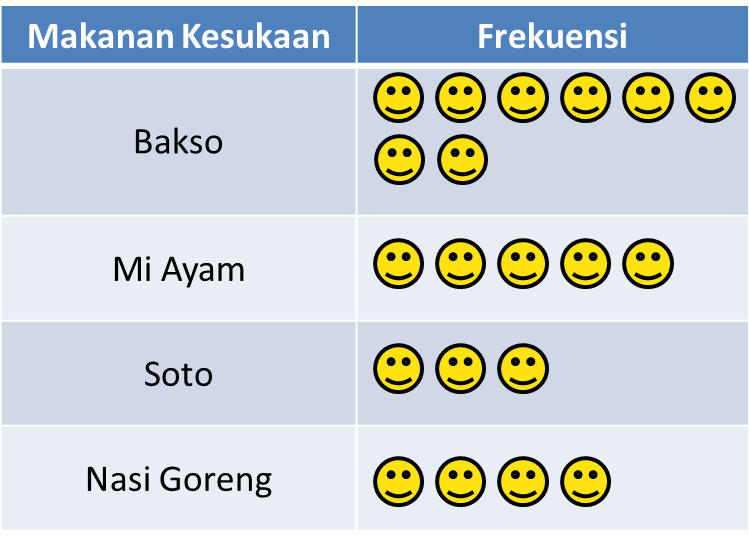 Makanan Kesukaan Frekuensi
Bakso
Mi Ayam
Soto
Nasi Goreng